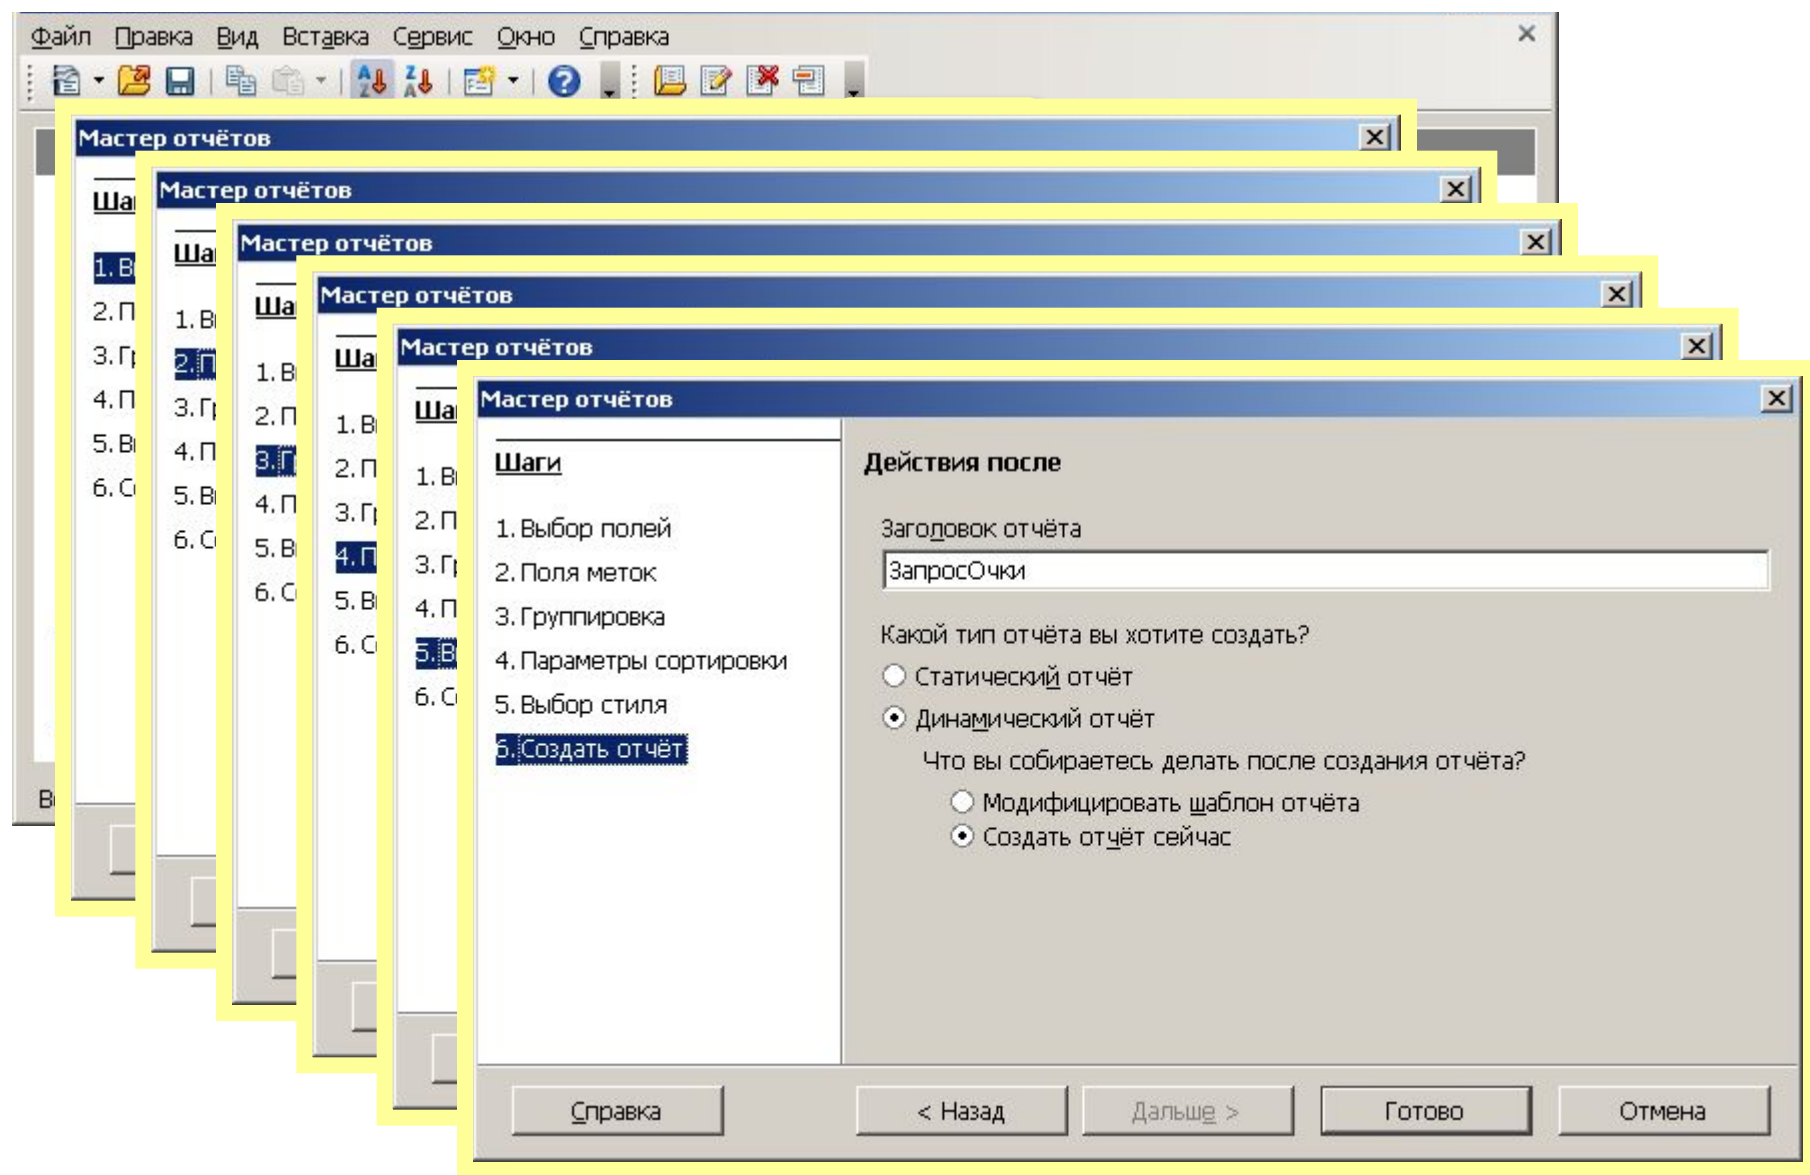 Файл Правка Вид Вставка Сервис Окно Справка
Мастер отчётов
Мастер отчётов
Мастер отчётов
Мастер отчётов
Мастер отчётов
Мастер отчётов
Шаги
1. Выбор полей
2. Поля меток
3. Группировка
4. Параметры сортировки
5. Выбор стиля
6. Создать отчёт
Действия после
Заголовок отчёта
ЗапросОчки
Какой тип отчёта вы хотите создать?
Статический отчёт
Динамический отчёт
Что вы собираетесь делать после создания отчёта?
Модифицировать шаблон отчёта
Создать отчёт сейчас
Справка
< Назад
Дальше >
Готово
Отмена